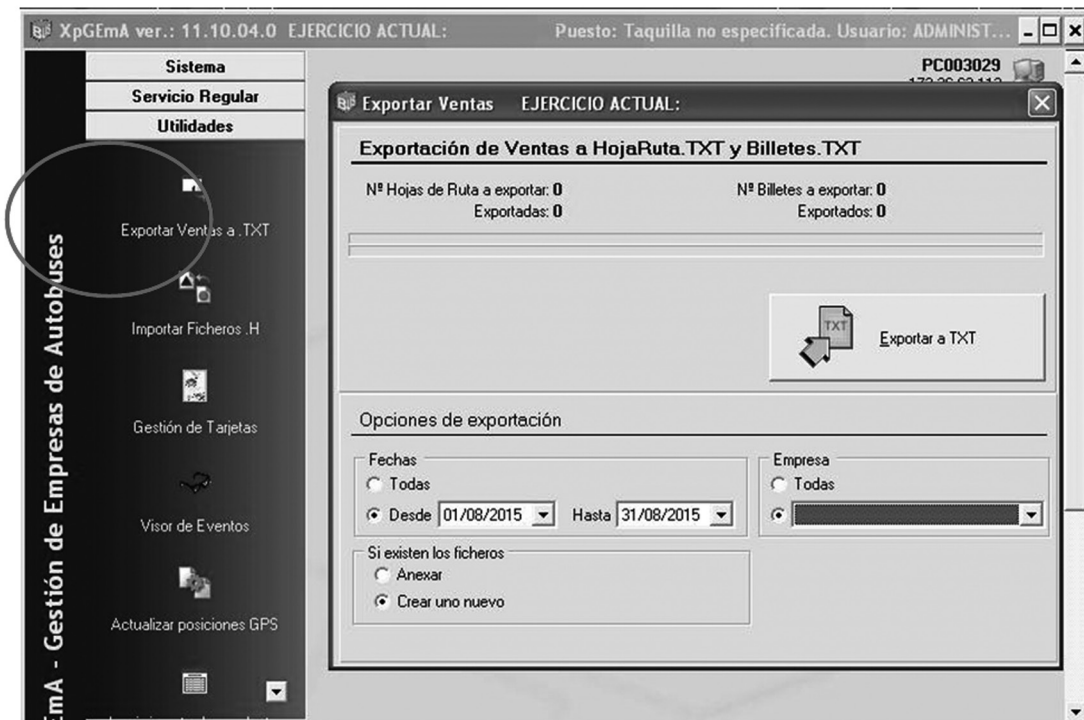 XpGEmA ver.: 11.10.04.0 EJERCICIO ACTUAL: Puesto: Taquilla no especificada. Usuario: ADMINIST...
Sistema
Servicio Regular
Utilidades
Exportar Ventas a .TXT
Importar Ficheros .H
Gestión de Tarjetas
Visor de Eventos
Actualizar posiciones GPS
EmA - Gestión de Empresas de Autobuses
PC003029
Exportar Ventas EJERCICIO ACTUAL:
Exportación de Ventas a HojaRuta.TXT y Billetes.TXT
Nº Hojas de Ruta a exportar: 0 Nº Billetes a exportar: 0
Exportadas: 0 Exportados: 0
TXT
Exportar a TXT
Opciones de exportación
Fechas
Todas
Desde 01/08/2015 Hasta 31/08/2015
Empresa
Todas
Si existen los ficheros
Anexar
Crear uno nuevo